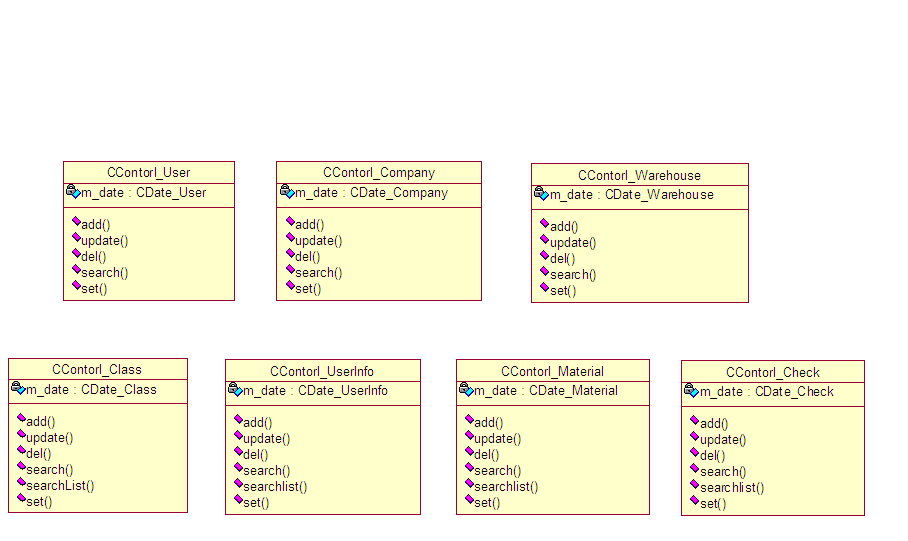 CContorl_User
m_date : CDate_User
add()
update()
del()
search()
set()
CContorl_Company
m_date : CDate_Company
add()
update()
del()
search()
set()
CContorl_Warehouse
m_date : CDate_Warehouse
add()
update()
del()
search()
set()
CContorl_Class
m_date : CDate_Class
add()
update()
del()
search()
searchList()
set()
CContorl_UserInfo
m_date : CDate_UserInfo
add()
update()
del()
search()
searchlist()
set()
CContorl_Material
m_date : CDate_Material
add()
update()
del()
search()
searchlist()
set()
CContorl_Check
m_date : CDate_Check
add()
update()
del()
search()
searchlist()
set()